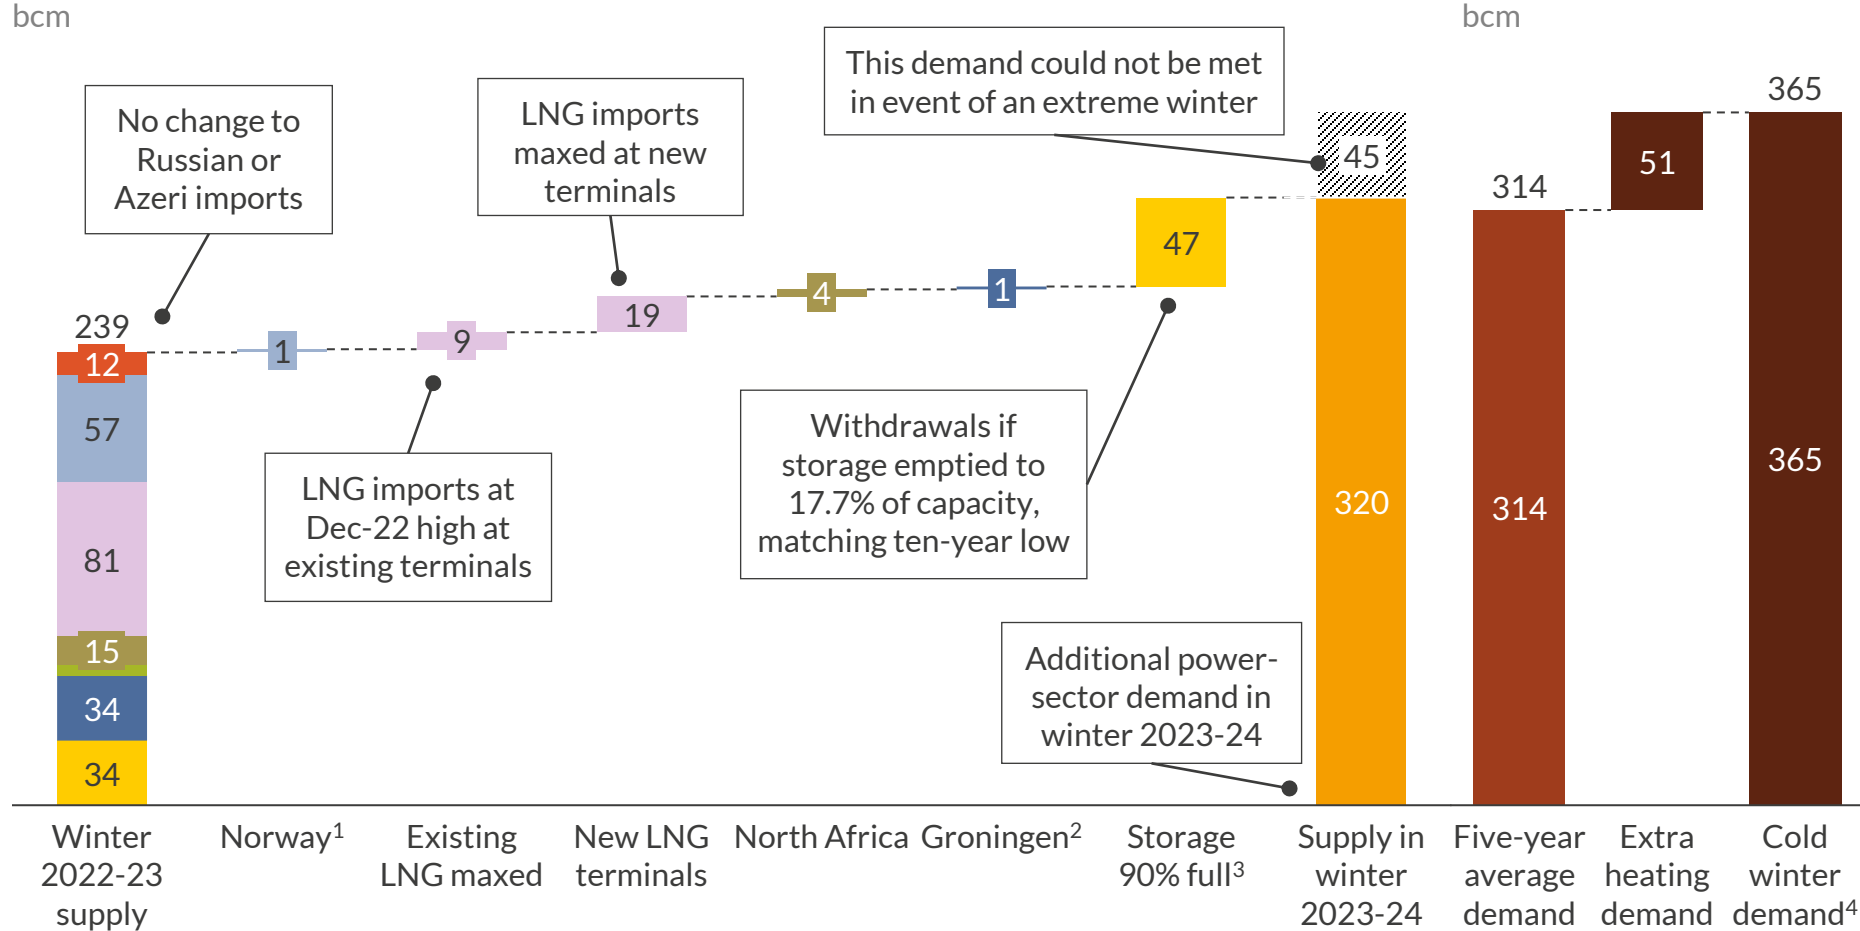 bcm
bcm
No change to
Russian or
Azeri imports
LNG imports
maxed at new
terminals
This demand could not be met
in event of an extreme winter
LNG imports at
Dec-22 high at
existing terminals
Withdrawals if
storage emptied to
17.7% of capacity,
matching ten-year low
Additional power-
sector demand in
winter 2023-24
239
12
57
81
15
34
34
1
9
19
4
1
47
45
320
314
314
51
365
365
Winter
2022-23
supply
Norway¹
Existing
LNG maxed
New LNG
terminals
North Africa
Groningen²
Storage
90% full³
Supply in
winter
2023-24
Five-year
average
demand
Extra
heating
demand
Cold
winter
demand⁴